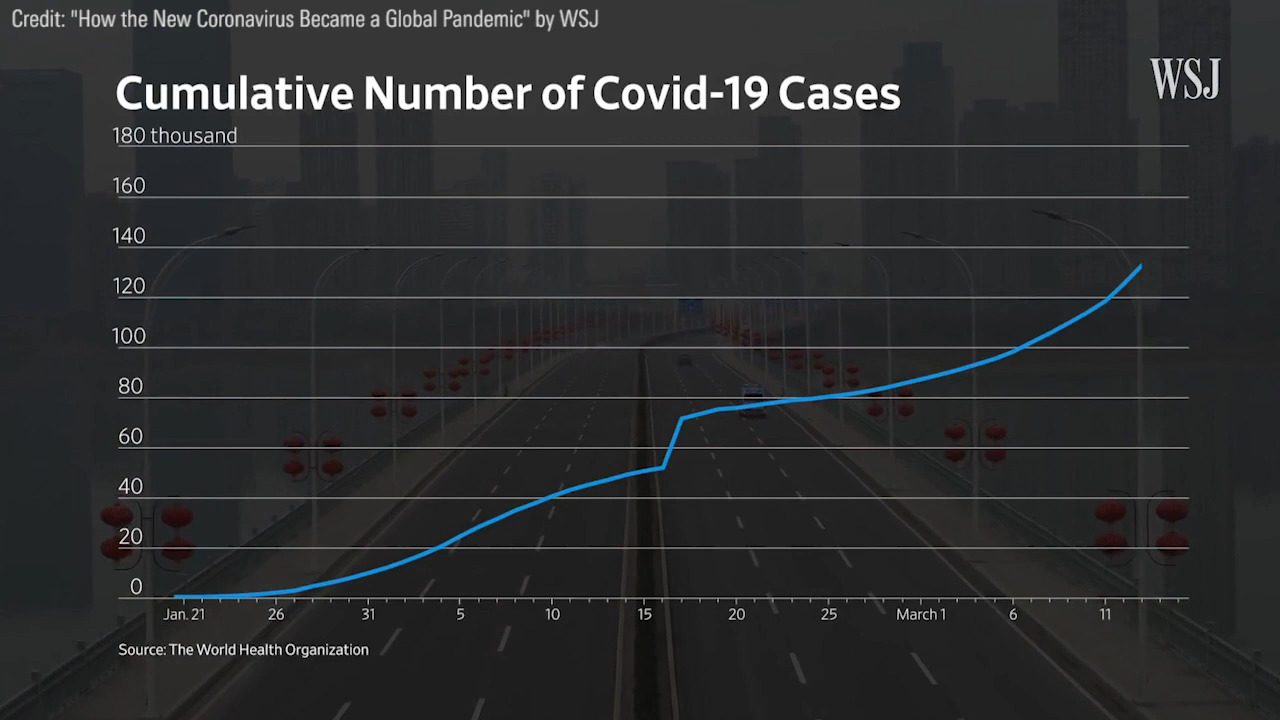 Credit: "How the New Coronavirus Became a Global Pandemic" by WSJ
Cumulative Number of Covid-19 Cases
WSJ
180 thousand
160
140
120
100
80
60
40
20
0
Jan. 21 26 31 5 10 15 20 25 March 1 6 11
Source: The World Health Organization